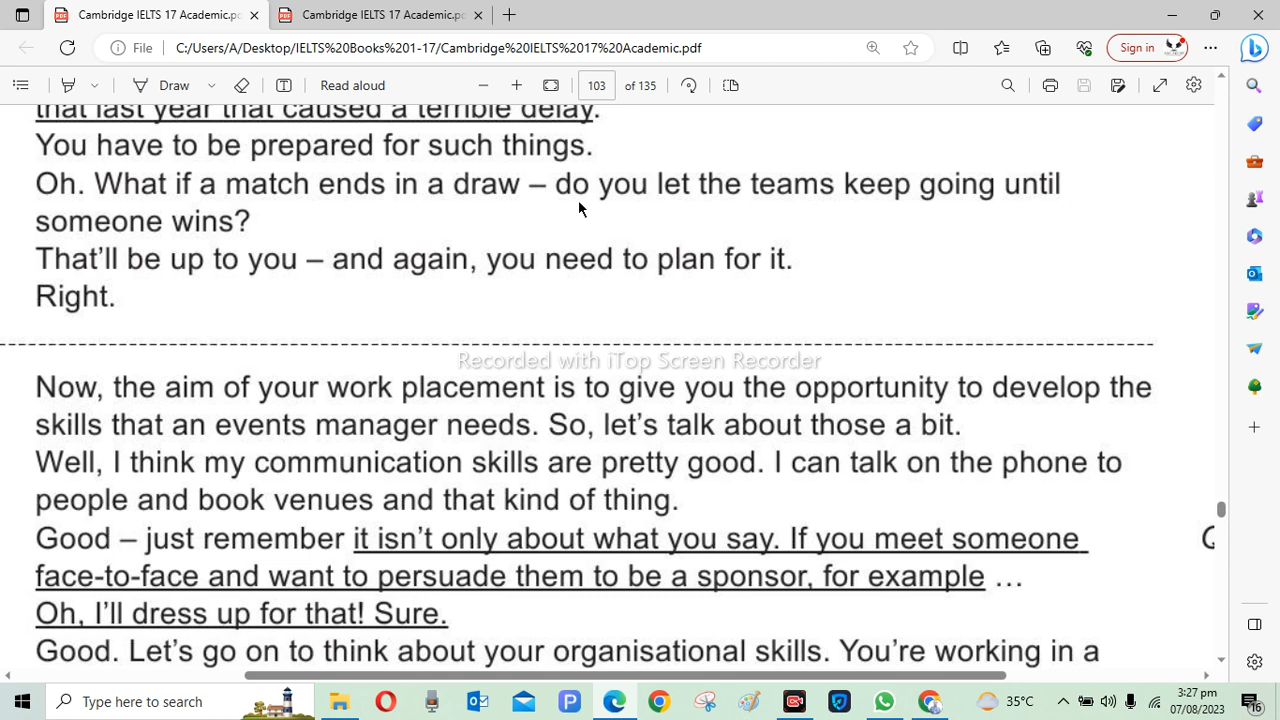 Cambridge IELTS 17 Academic.pdf
Cambridge IELTS 17 Academic.pdf
File
C:/Users/A/Desktop/IELTS%20Books%201-17/Cambridge%20IELTS%2017%20Academic.pdf
Sign in
Draw
Read aloud
103 of 135
that last year that caused a terrible delay.
You have to be prepared for such things.
Oh. What if a match ends in a draw – do you let the teams keep going until
someone wins?
That’ll be up to you – and again, you need to plan for it.
Right.
Recorded with iTop Screen Recorder
Now, the aim of your work placement is to give you the opportunity to develop the
skills that an events manager needs. So, let’s talk about those a bit.
Well, I think my communication skills are pretty good. I can talk on the phone to
people and book venues and that kind of thing.
Good – just remember it isn’t only about what you say. If you meet someone
face-to-face and want to persuade them to be a sponsor, for example …
Oh, I’ll dress up for that! Sure.
Good. Let’s go on to think about your organisational skills. You’re working in a
Type here to search
35°C
3:27 pm
07/08/2023
16